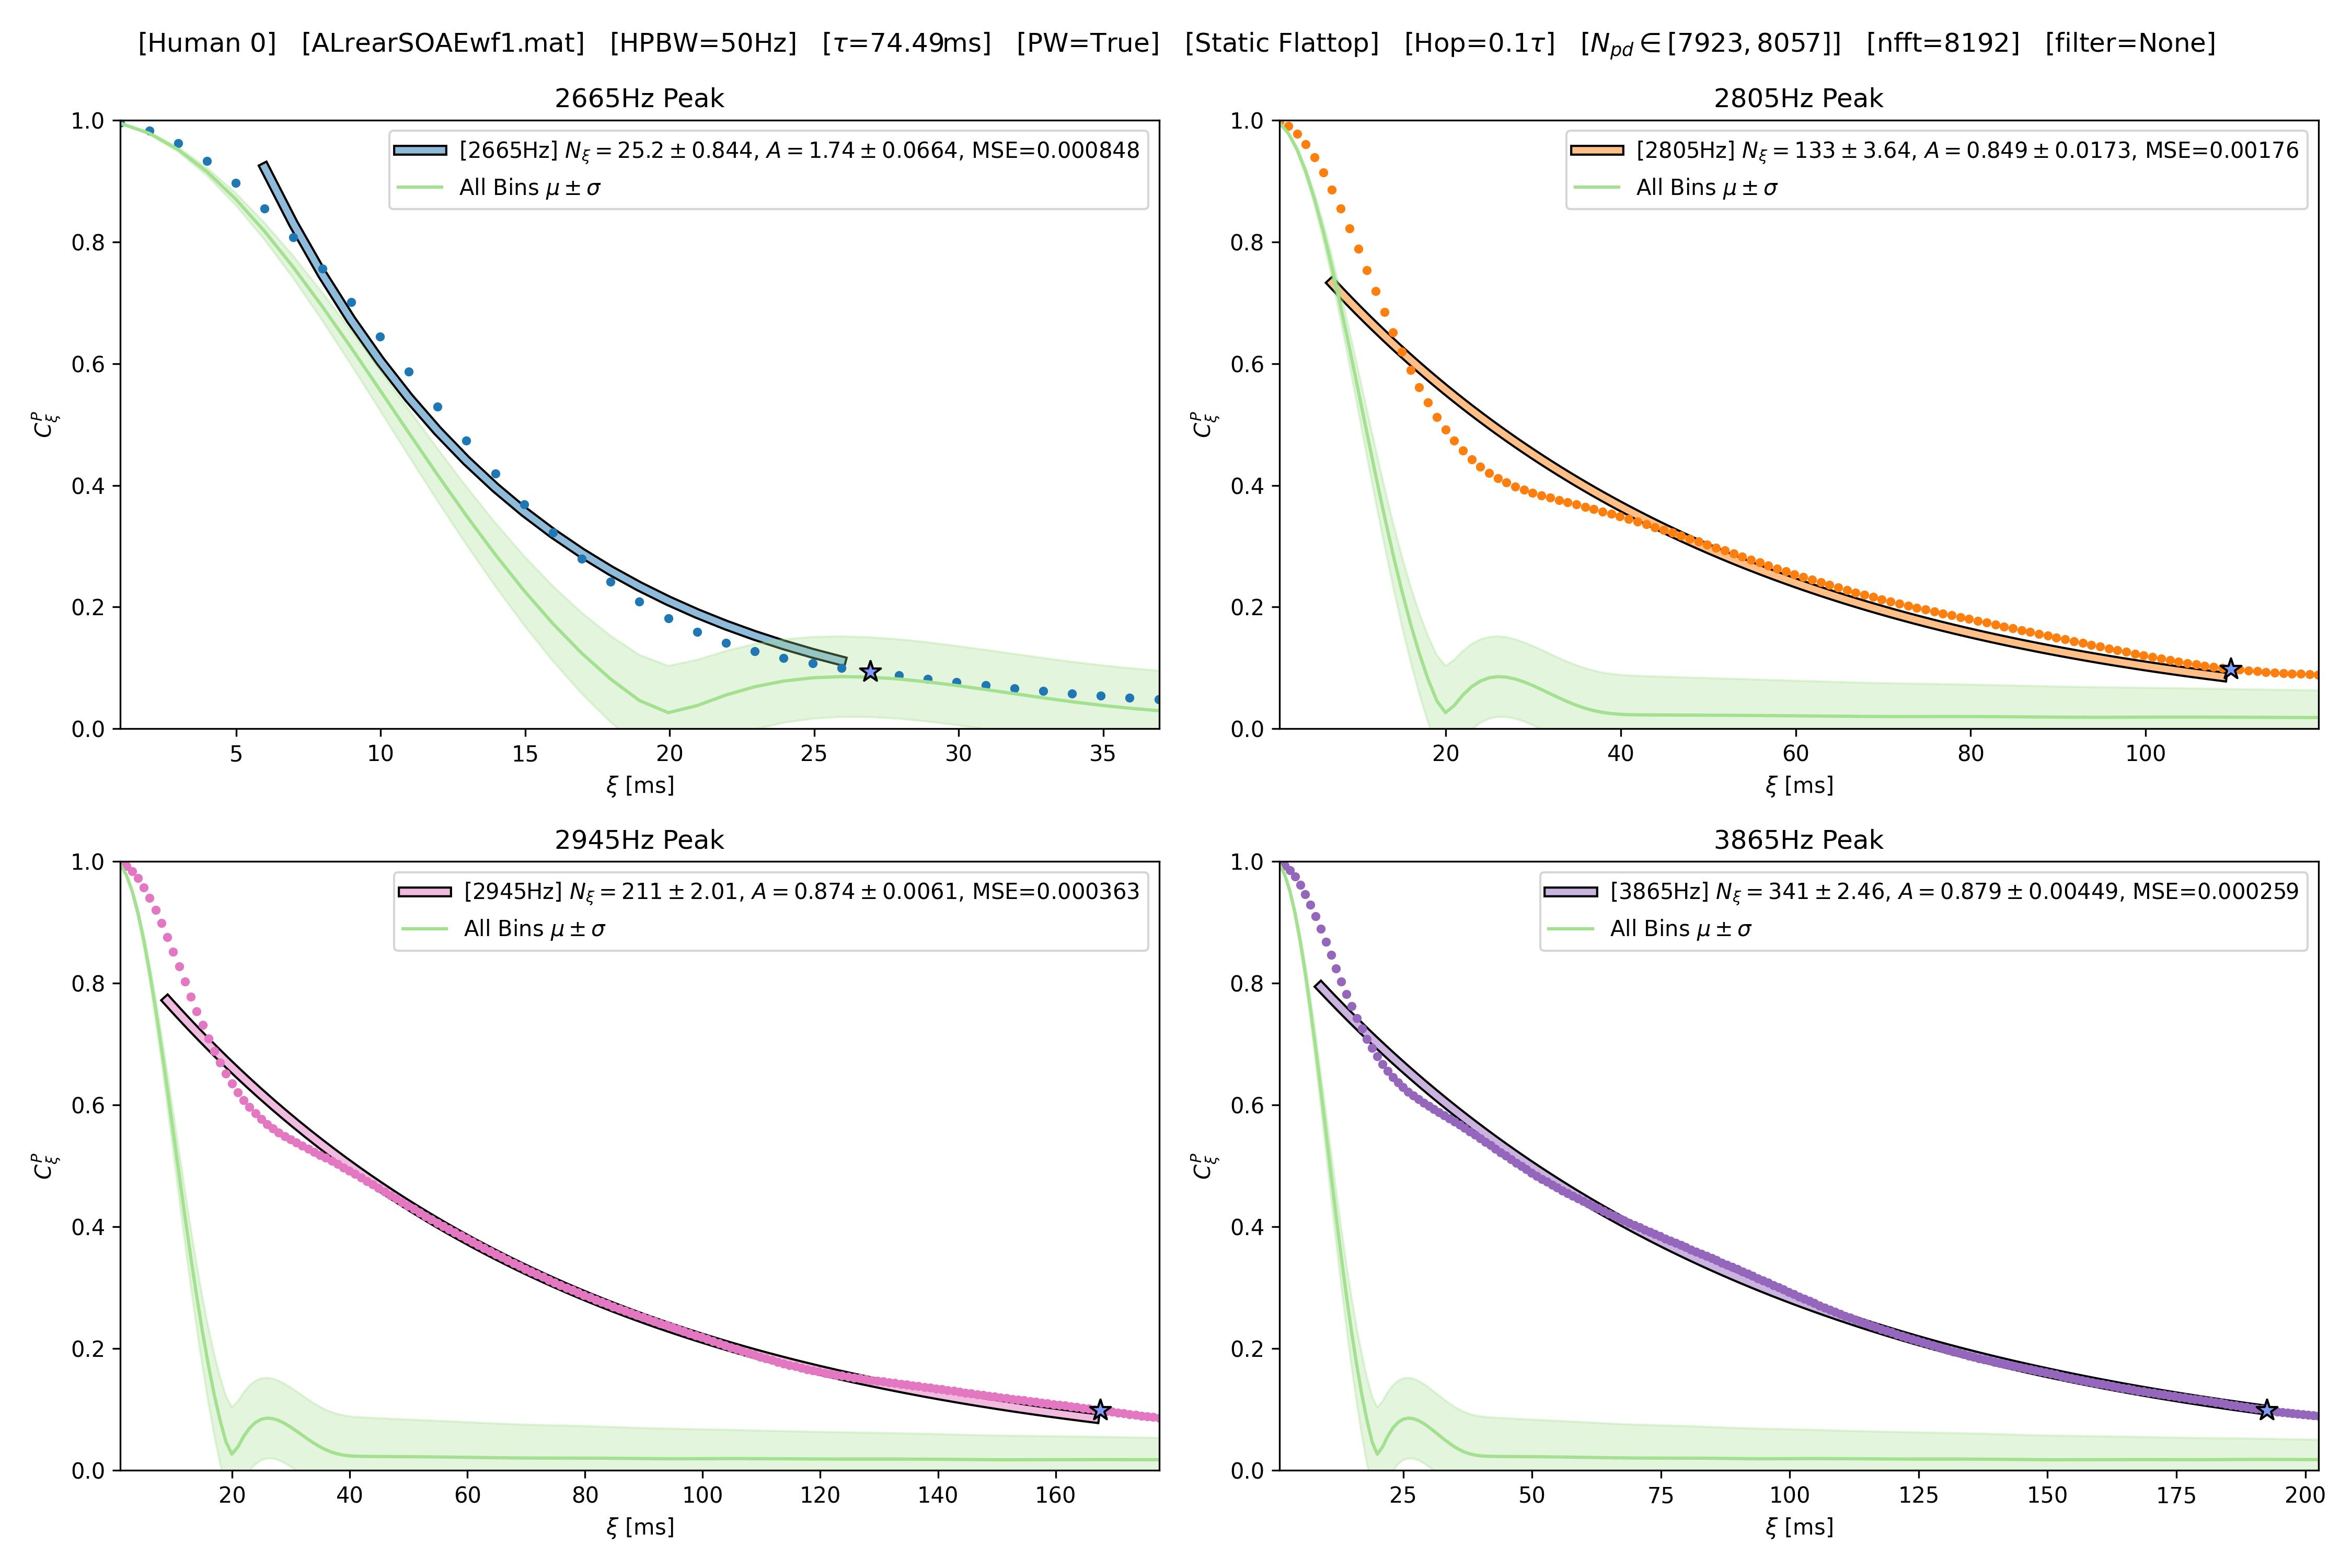 [Human 0] [ALrearSOAEwf1.mat] [HPBW=50Hz] [τ=74.49ms] [PW=True] [Static Flattop] [Hop=0.1τ] [N_pd ∈ [7923, 8057]] [nfft=8192] [filter=None]
2665Hz Peak
1.0
0.8
0.6
0.4
0.2
0.0
C^P_ξ
[2665Hz] N_ξ = 25.2 ± 0.844, A = 1.74 ± 0.0664, MSE=0.000848
All Bins μ ± σ
5 10 15 20 25 30 35
ξ [ms]
2805Hz Peak
1.0
0.8
0.6
0.4
0.2
0.0
C^P_ξ
[2805Hz] N_ξ = 133 ± 3.64, A = 0.849 ± 0.0173, MSE=0.00176
All Bins μ ± σ
20 40 60 80 100
ξ [ms]
2945Hz Peak
1.0
0.8
0.6
0.4
0.2
0.0
C^P_ξ
[2945Hz] N_ξ = 211 ± 2.01, A = 0.874 ± 0.0061, MSE=0.000363
All Bins μ ± σ
20 40 60 80 100 120 140 160
ξ [ms]
3865Hz Peak
1.0
0.8
0.6
0.4
0.2
0.0
C^P_ξ
[3865Hz] N_ξ = 341 ± 2.46, A = 0.879 ± 0.00449, MSE=0.000259
All Bins μ ± σ
25 50 75 100 125 150 175 200
ξ [ms]